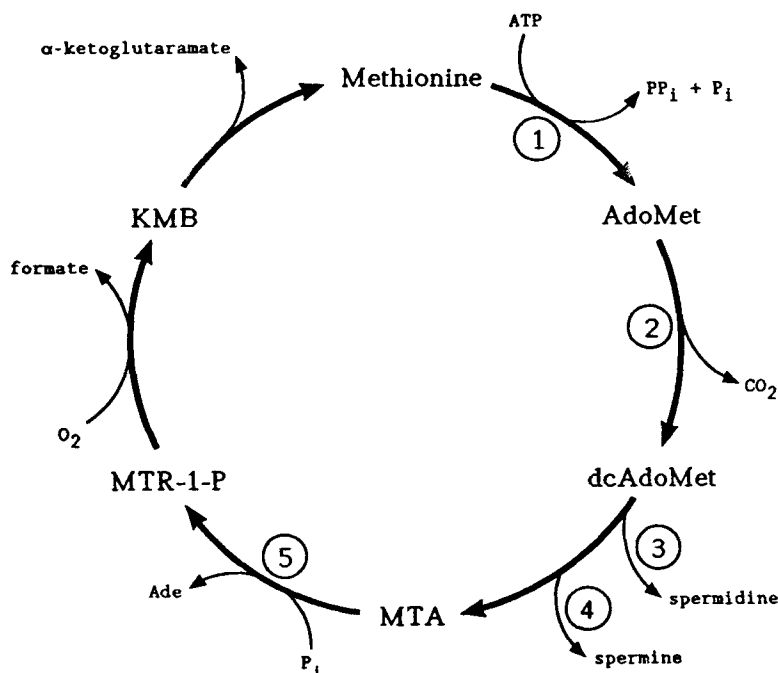 ATP
α-ketoglutaramate
Methionine
PPi + Pi
1
KMB
AdoMet
formate
2
CO2
O2
MTR-1-P
dcAdoMet
3
5
Ade
MTA
4
spermidine
Pi
spermine